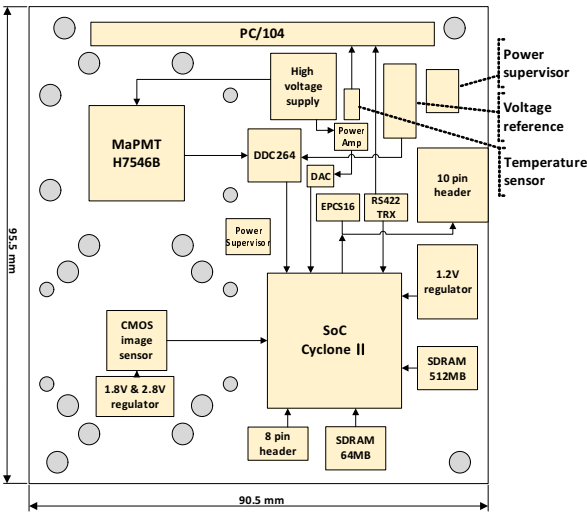 PC/104
High
voltage
supply
Power
supervisor
Voltage
reference
Temperature
sensor
MaPMT
H7546B
Power
Amp
DDC264
DAC
10 pin
header
EPCS16
RS422
TRX
Power
Supervisor
95.5 mm
1.2V
regulator
SoC
Cyclone II
CMOS
image
sensor
SDRAM
512MB
1.8V & 2.8V
regulator
8 pin
header
SDRAM
64MB
90.5 mm